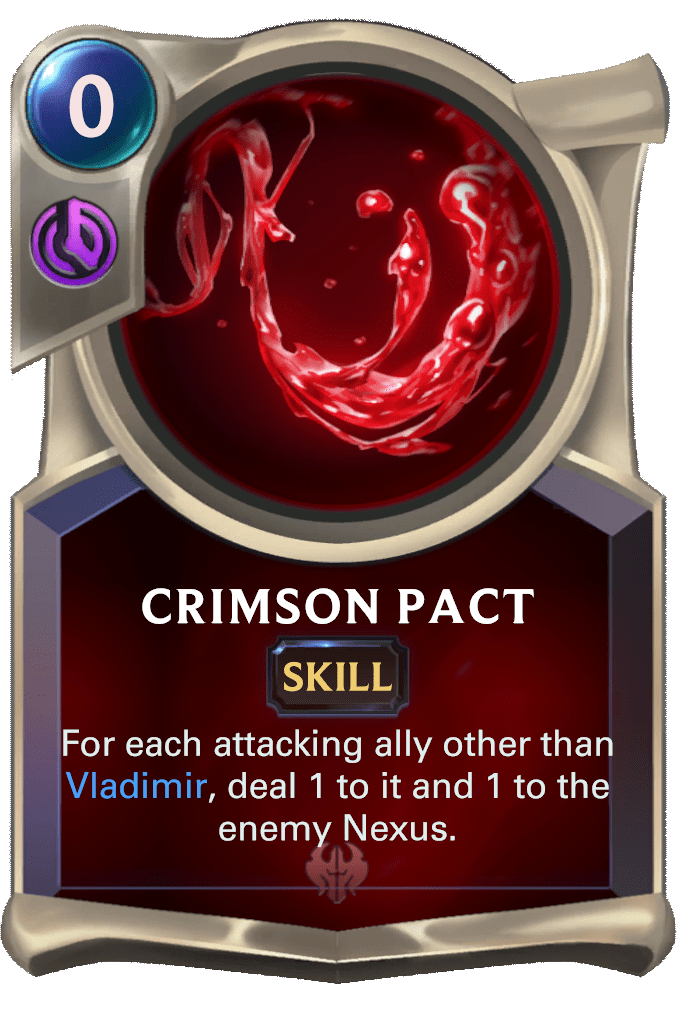 0
CRIMSON PACT
SKILL
For each attacking ally other than
Vladimir, deal 1 to it and 1 to the
enemy Nexus.